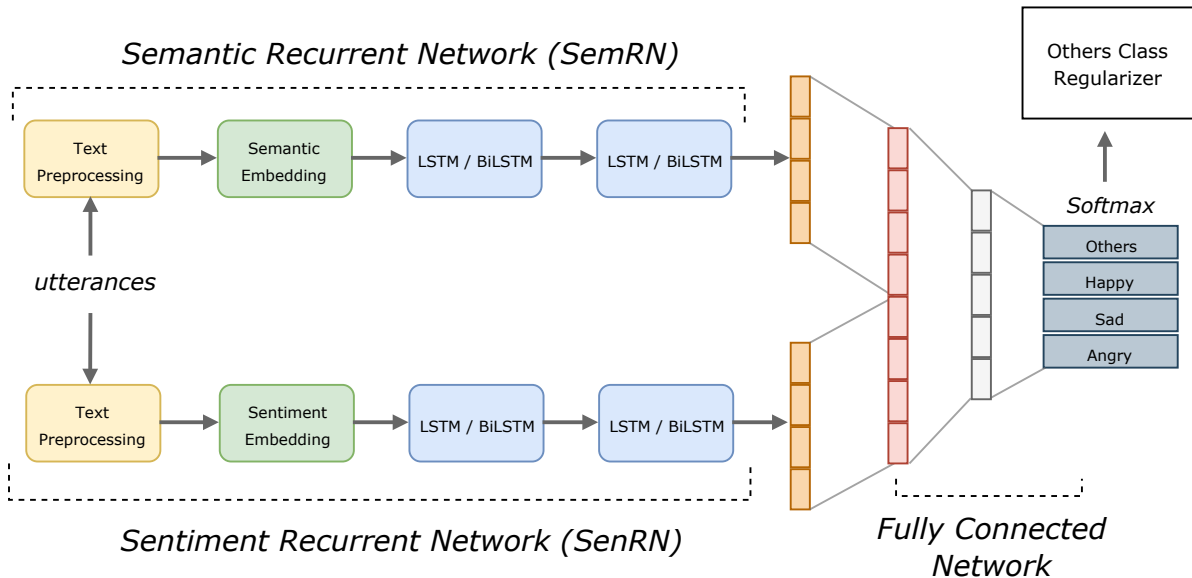 Semantic Recurrent Network (SemRN)
Others Class
Regularizer
Text
Preprocessing
Semantic
Embedding
LSTM / BiLSTM
LSTM / BiLSTM
Softmax
utterances
Others
Happy
Sad
Angry
Text
Preprocessing
Sentiment
Embedding
LSTM / BiLSTM
LSTM / BiLSTM
Sentiment Recurrent Network (SenRN)
Fully Connected
Network